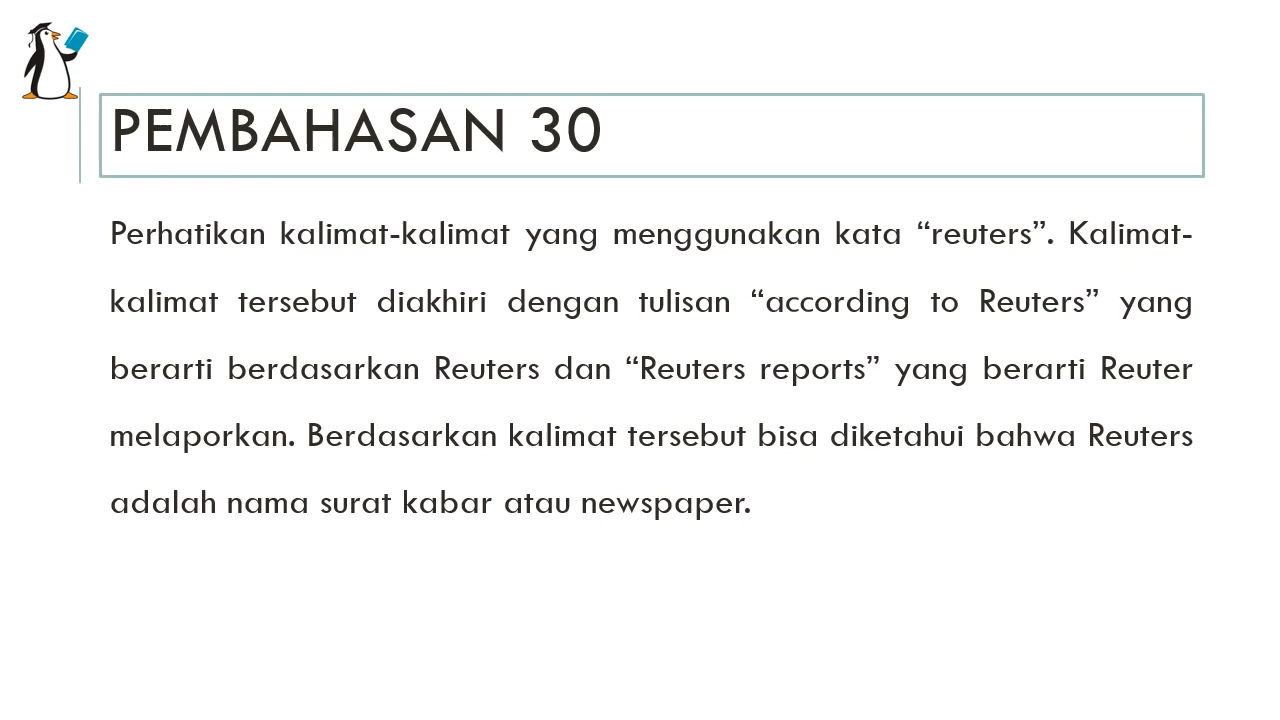 PEMBAHASAN 30
Perhatikan kalimat-kalimat yang menggunakan kata “reuters”. Kalimat-
kalimat tersebut diakhiri dengan tulisan “according to Reuters” yang
berarti berdasarkan Reuters dan “Reuters reports” yang berarti Reuter
melaporkan. Berdasarkan kalimat tersebut bisa diketahui bahwa Reuters
adalah nama surat kabar atau newspaper.